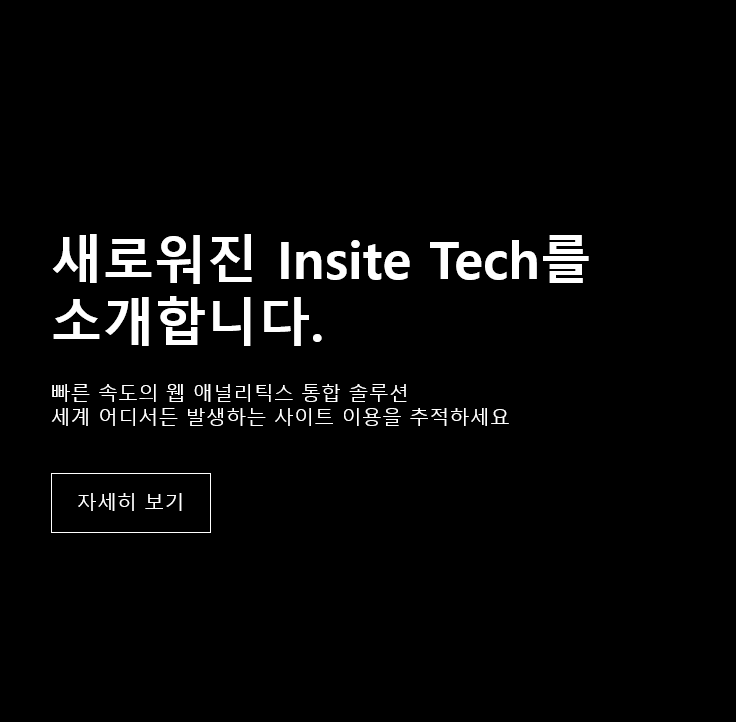 새로워진 Insite Tech를
소개합니다.
빠른 속도의 웹 애널리틱스 통합 솔루션
세계 어디서든 발생하는 사이트 이용을 추적하세요
자세히 보기